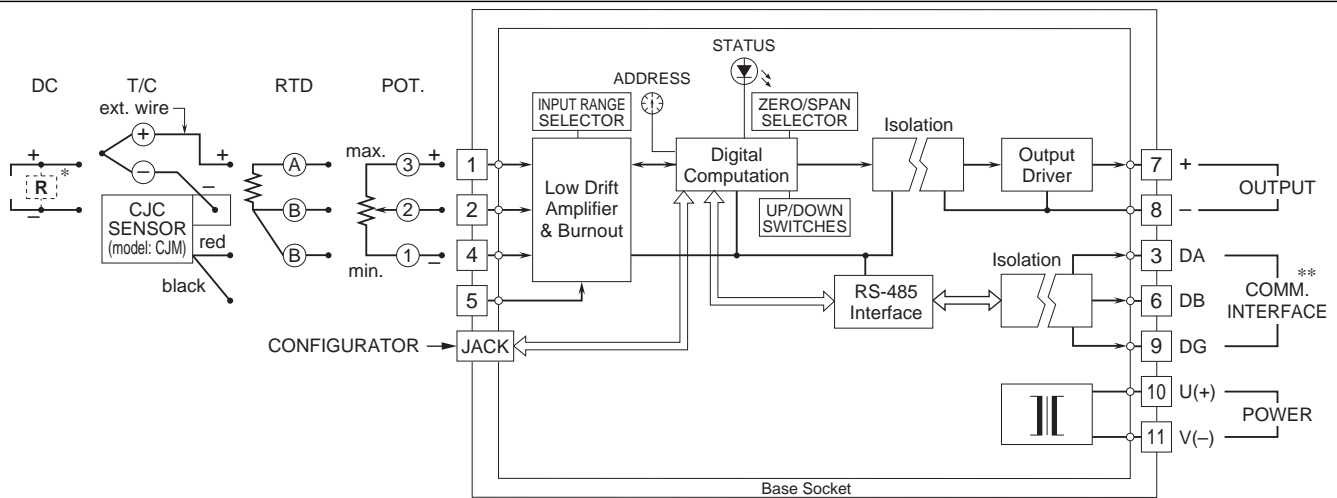 DC
T/C
RTD
POT.
ext. wire
+
−
+
−
R
*
+
−
CJC
SENSOR
(model: CJM)
red
black
A
B
B
max.
3
+
2
1
−
min.
1
2
4
5
CONFIGURATOR
JACK
INPUT RANGE
SELECTOR
Low Drift
Amplifier
& Burnout
ADDRESS
STATUS
ZERO/SPAN
SELECTOR
Digital
Computation
UP/DOWN
SWITCHES
Isolation
Output
Driver
RS-485
Interface
Isolation
7
+
8
−
OUTPUT
3
DA
6
DB
9
DG
**
COMM.
INTERFACE
10
U(+)
11
V(–)
POWER
Base Socket